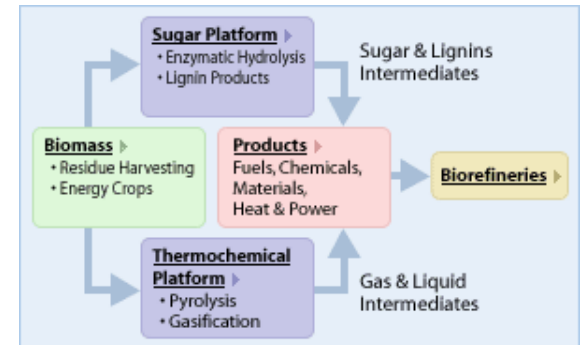 Sugar Platform
• Enzymatic Hydrolysis
• Lignin Products
Sugar & Lignins
Intermediates
Biomass
• Residue Harvesting
• Energy Crops
Products
Fuels, Chemicals,
Materials,
Heat & Power
Biorefineries
Thermochemical
Platform
• Pyrolysis
• Gasification
Gas & Liquid
Intermediates